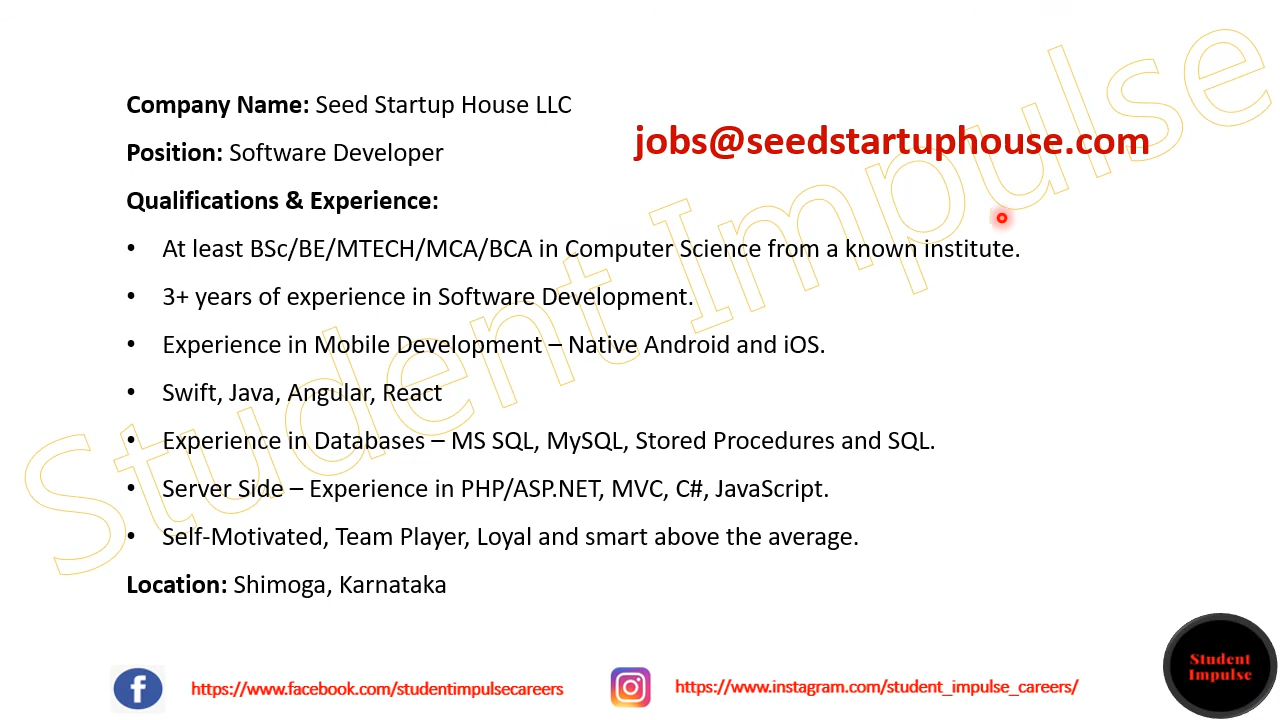 Company Name: Seed Startup House LLC
jobs@seedstartuphouse.com
Position: Software Developer
Qualifications & Experience:
• At least BSc/BE/MTECH/MCA/BCA in Computer Science from a known institute.
• 3+ years of experience in Software Development.
• Experience in Mobile Development – Native Android and iOS.
• Swift, Java, Angular, React
• Experience in Databases – MS SQL, MySQL, Stored Procedures and SQL.
• Server Side – Experience in PHP/ASP.NET, MVC, C#, JavaScript.
• Self-Motivated, Team Player, Loyal and smart above the average.
Location: Shimoga, Karnataka
Student Impulse
https://www.facebook.com/studentimpulsecareers
https://www.instagram.com/student_impulse_careers/
Student
Impulse